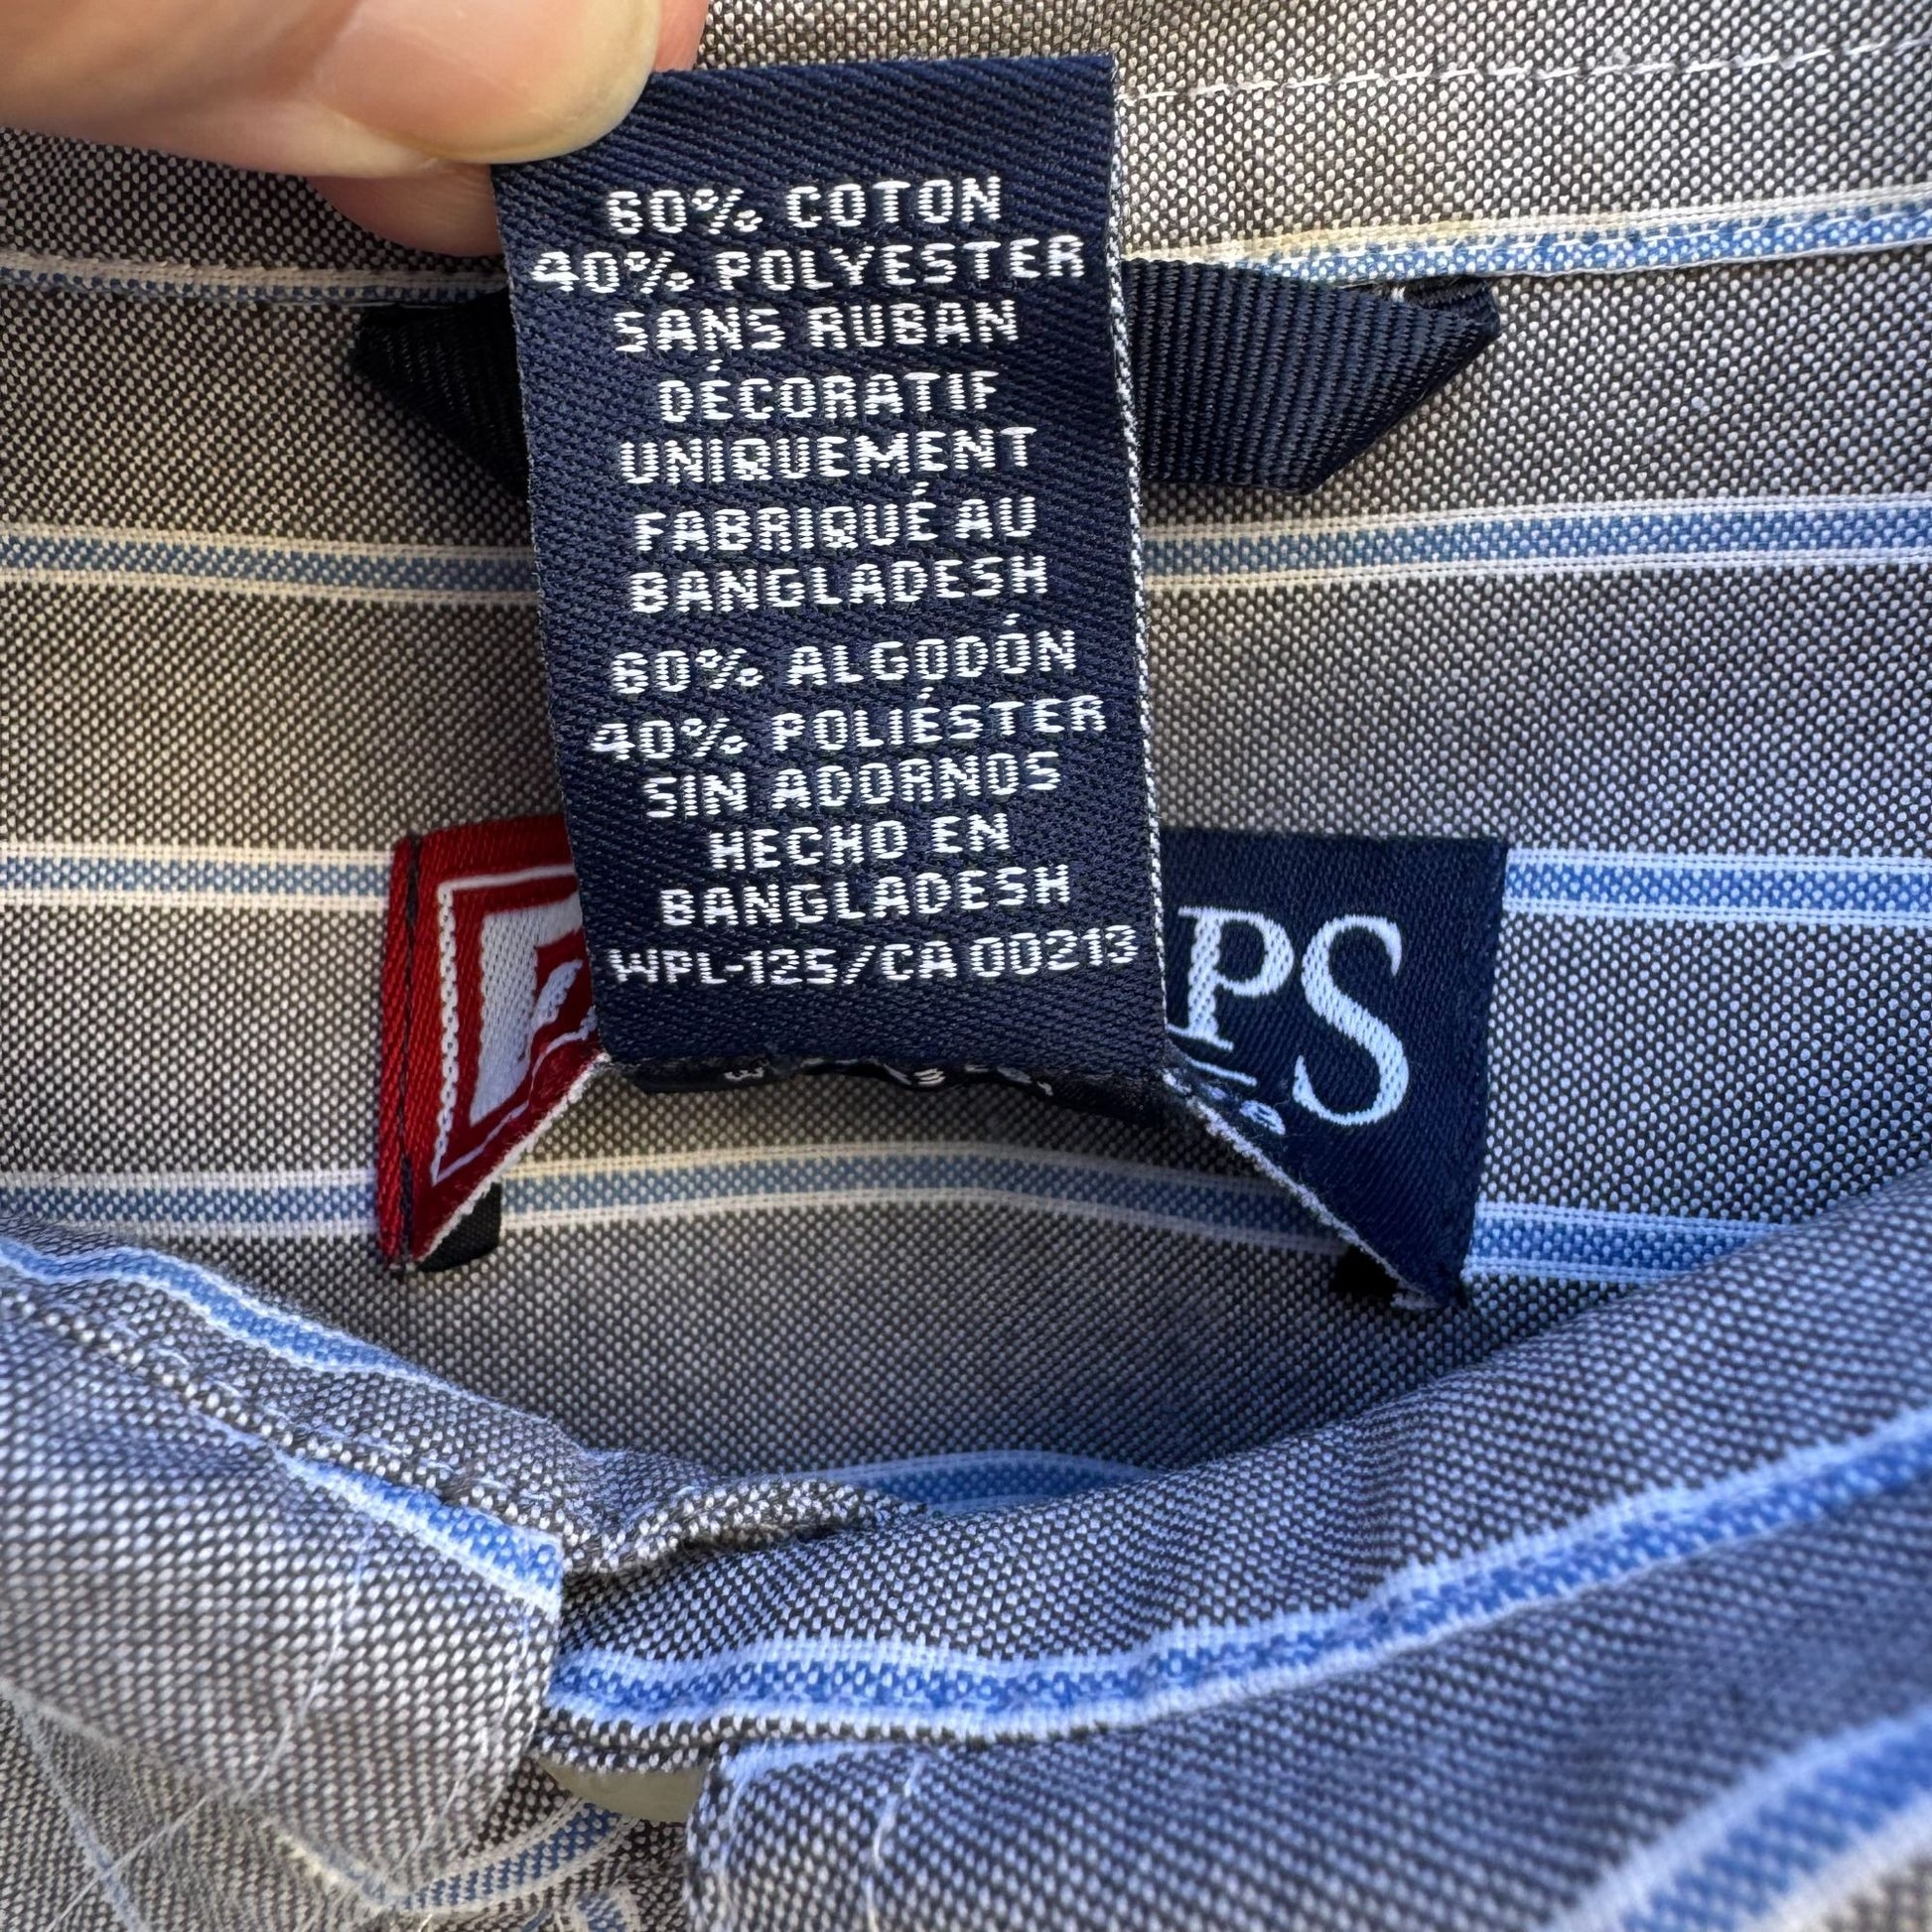 60% COTON
40% POLYESTER
SANS RUBAN
DÉCORATIF
UNIQUEMENT
FABRIQUÉ AU
BANGLADESH
60% ALGODÓN
40% POLIÉSTER
SIN ADORNOS
HECHO EN
BANGLADESH
WPL-125/CA 00213
PS